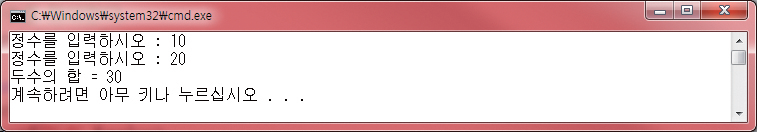 C:₩Windows₩system32₩cmd.exe
정수를 입력하시오 : 10
정수를 입력하시오 : 20
두수의 합 = 30
계속하려면 아무 키나 누르십시오 . . .